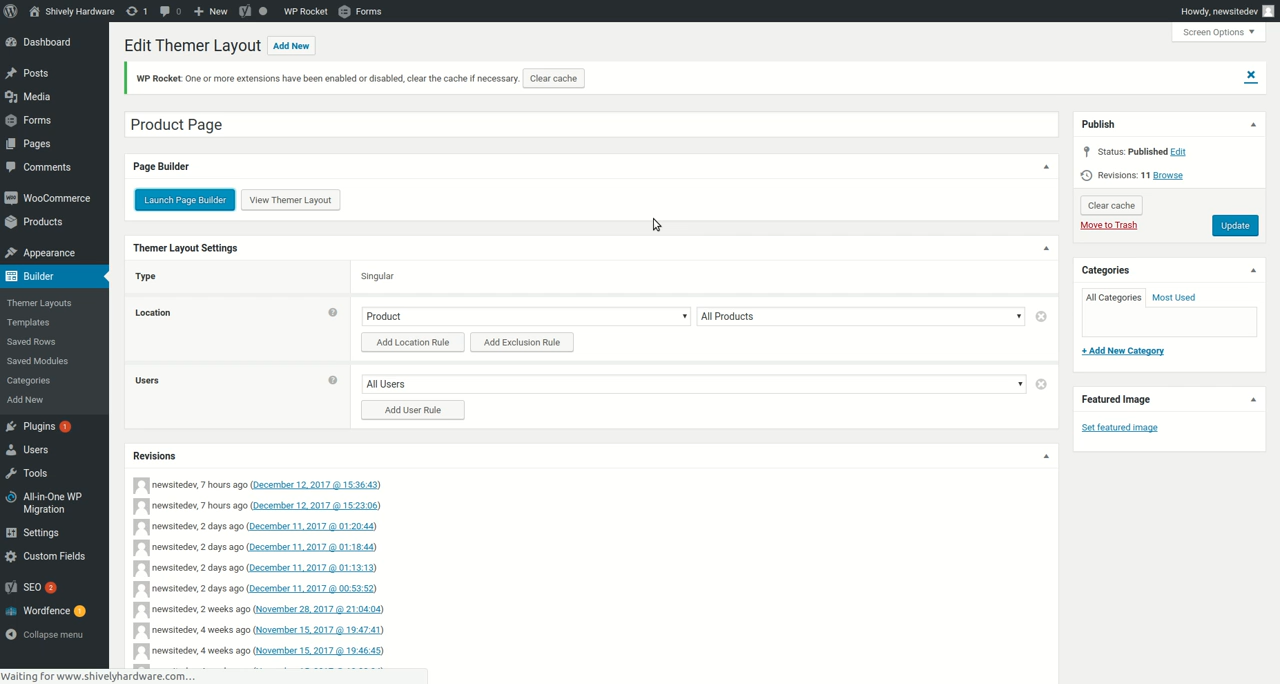 Shively Hardware 1 0 New WP Rocket Forms Howdy, newsitedev
Screen Options
Dashboard
Posts
Media
Forms
Pages
Comments
WooCommerce
Products
Appearance
Builder
Themer Layouts
Templates
Saved Rows
Saved Modules
Categories
Add New
Plugins 1
Users
Tools
All-in-One WP
Migration
Settings
Custom Fields
SEO 2
Wordfence
Collapse menu
Edit Themer Layout Add New
WP Rocket: One or more extensions have been enabled or disabled, clear the cache if necessary. Clear cache
Product Page
Page Builder
Launch Page Builder View Themer Layout
Themer Layout Settings
Type Singular
Location ? Product All Products
Add Location Rule Add Exclusion Rule
Users ? All Users
Add User Rule
Revisions
newsitedev, 7 hours ago (December 12, 2017 @ 15:36:43)
newsitedev, 7 hours ago (December 12, 2017 @ 15:23:06)
newsitedev, 2 days ago (December 11, 2017 @ 01:20:44)
newsitedev, 2 days ago (December 11, 2017 @ 01:18:44)
newsitedev, 2 days ago (December 11, 2017 @ 01:13:13)
newsitedev, 2 days ago (December 11, 2017 @ 00:53:52)
newsitedev, 2 weeks ago (November 28, 2017 @ 21:04:04)
newsitedev, 4 weeks ago (November 15, 2017 @ 19:47:41)
newsitedev, 4 weeks ago (November 15, 2017 @ 19:46:45)
Publish
Status: Published Edit
Revisions: 11 Browse
Clear cache
Move to Trash
Update
Categories
All Categories Most Used
+ Add New Category
Featured Image
Set featured image
Waiting for www.shivelyhardware.com...